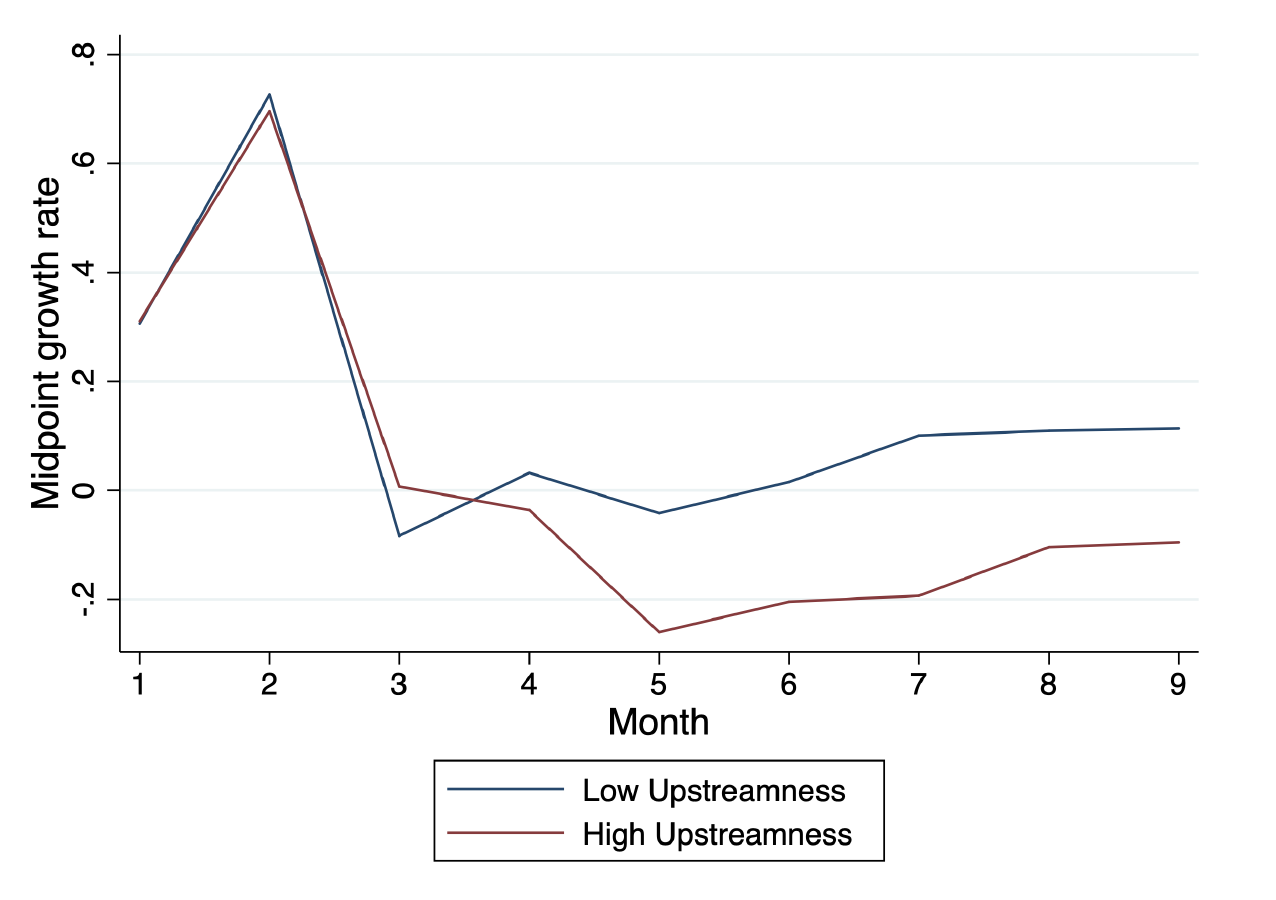 Midpoint growth rate
.8
.6
.4
.2
0
-.2
1 2 3 4 5 6 7 8 9
Month
Low Upstreamness
High Upstreamness